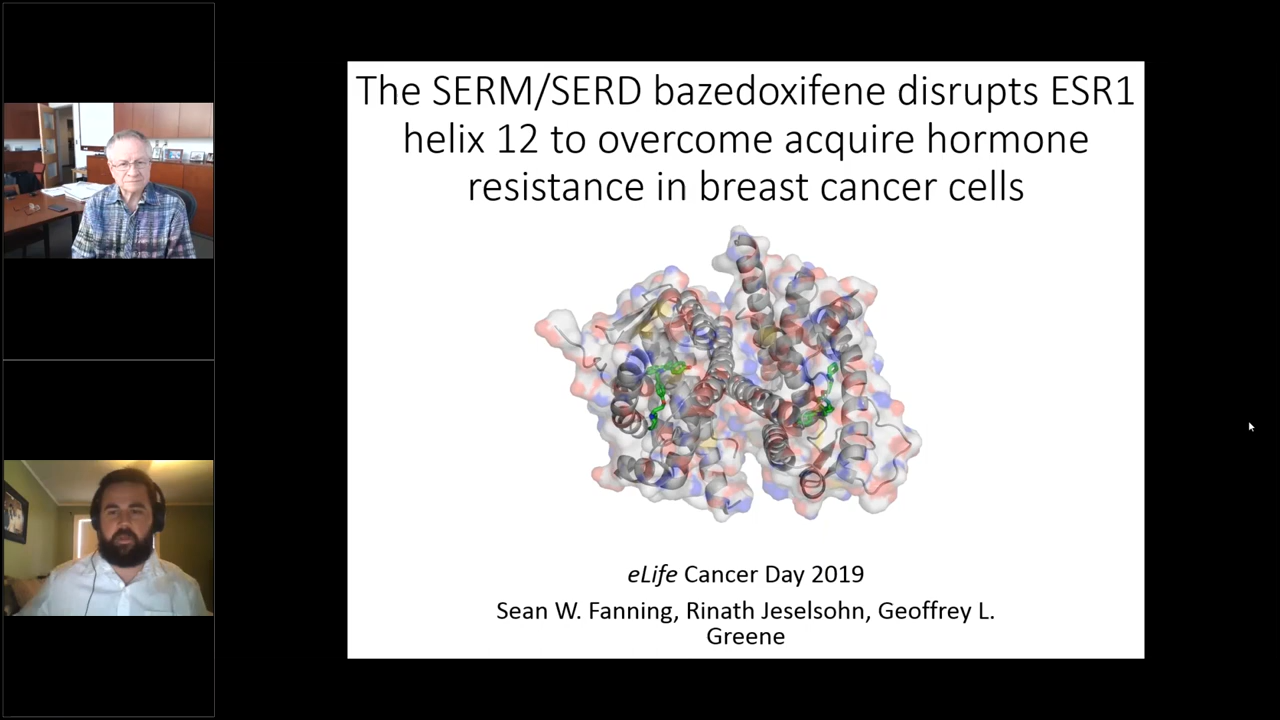 The SERM/SERD bazedoxifene disrupts ESR1
helix 12 to overcome acquire hormone
resistance in breast cancer cells
eLife Cancer Day 2019
Sean W. Fanning, Rinath Jeselsohn, Geoffrey L.
Greene